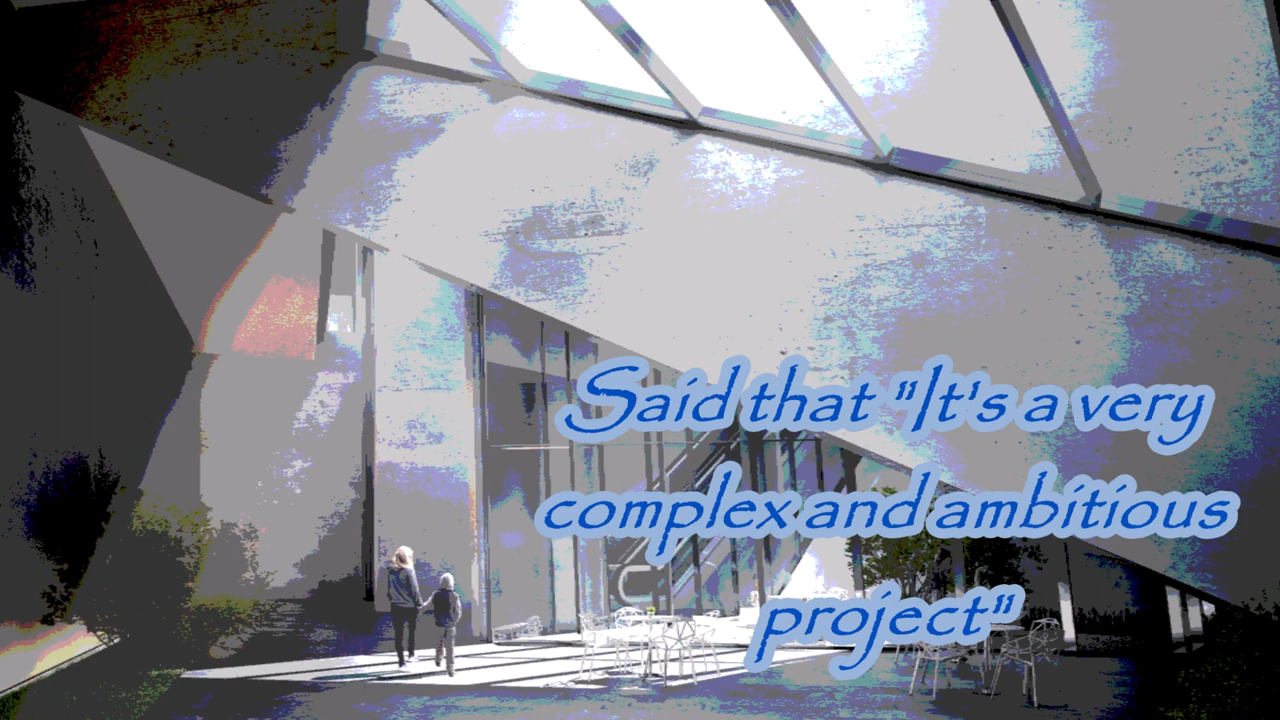 Said that "It's a very
complex and ambitious
project"